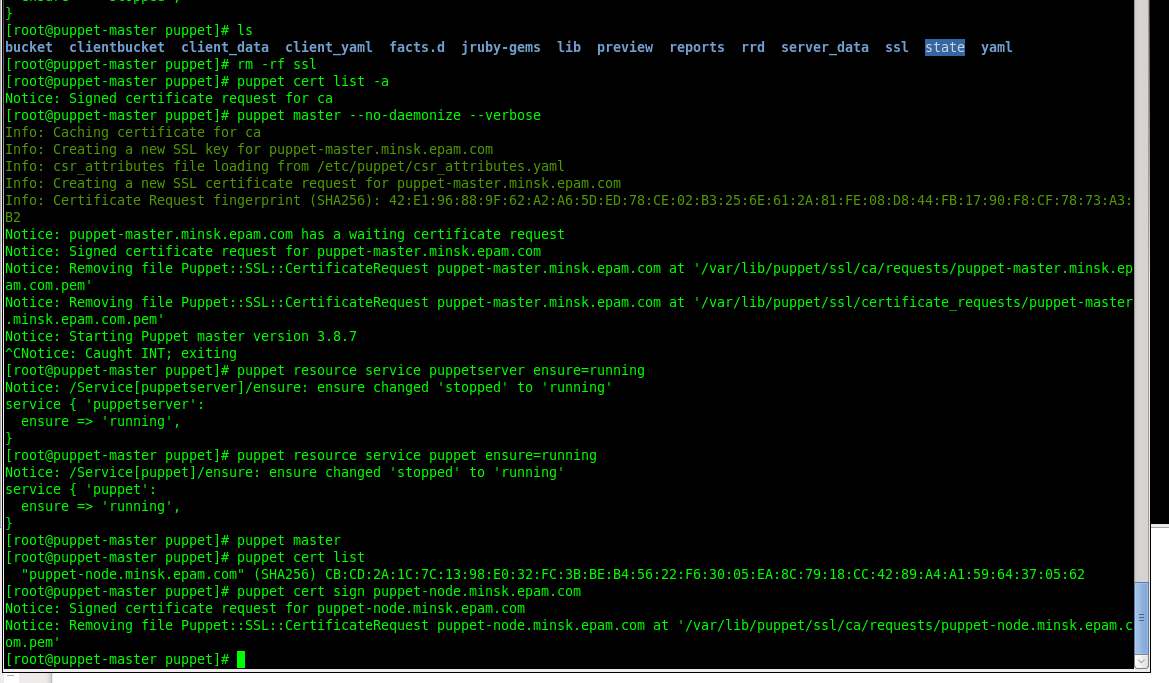 }
[root@puppet-master puppet]# ls
bucket  clientbucket  client_data  client_yaml  facts.d  jruby-gems  lib  preview  reports  rrd  server_data  ssl  state  yaml
[root@puppet-master puppet]# rm -rf ssl
[root@puppet-master puppet]# puppet cert list -a
Notice: Signed certificate request for ca
[root@puppet-master puppet]# puppet master --no-daemonize --verbose
Info: Caching certificate for ca
Info: Creating a new SSL key for puppet-master.minsk.epam.com
Info: csr_attributes file loading from /etc/puppet/csr_attributes.yaml
Info: Creating a new SSL certificate request for puppet-master.minsk.epam.com
Info: Certificate Request fingerprint (SHA256): 42:E1:96:88:9F:62:A2:A6:5D:ED:78:CE:02:B3:25:6E:61:2A:81:FE:08:D8:44:FB:17:90:F8:CF:78:73:A3:
B2
Notice: puppet-master.minsk.epam.com has a waiting certificate request
Notice: Signed certificate request for puppet-master.minsk.epam.com
Notice: Removing file Puppet::SSL::CertificateRequest puppet-master.minsk.epam.com at '/var/lib/puppet/ssl/ca/requests/puppet-master.minsk.ep
am.com.pem'
Notice: Removing file Puppet::SSL::CertificateRequest puppet-master.minsk.epam.com at '/var/lib/puppet/ssl/certificate_requests/puppet-master
.minsk.epam.com.pem'
Notice: Starting Puppet master version 3.8.7
^CNotice: Caught INT; exiting
[root@puppet-master puppet]# puppet resource service puppetserver ensure=running
Notice: /Service[puppetserver]/ensure: ensure changed 'stopped' to 'running'
service { 'puppetserver':
  ensure => 'running',
}
[root@puppet-master puppet]# puppet resource service puppet ensure=running
Notice: /Service[puppet]/ensure: ensure changed 'stopped' to 'running'
service { 'puppet':
  ensure => 'running',
}
[root@puppet-master puppet]# puppet master
[root@puppet-master puppet]# puppet cert list
  "puppet-node.minsk.epam.com" (SHA256) CB:CD:2A:1C:7C:13:98:E0:32:FC:3B:BE:B4:56:22:F6:30:05:EA:8C:79:18:CC:42:89:A4:A1:59:64:37:05:62
[root@puppet-master puppet]# puppet cert sign puppet-node.minsk.epam.com
Notice: Signed certificate request for puppet-node.minsk.epam.com
Notice: Removing file Puppet::SSL::CertificateRequest puppet-node.minsk.epam.com at '/var/lib/puppet/ssl/ca/requests/puppet-node.minsk.epam.c
om.pem'
[root@puppet-master puppet]#